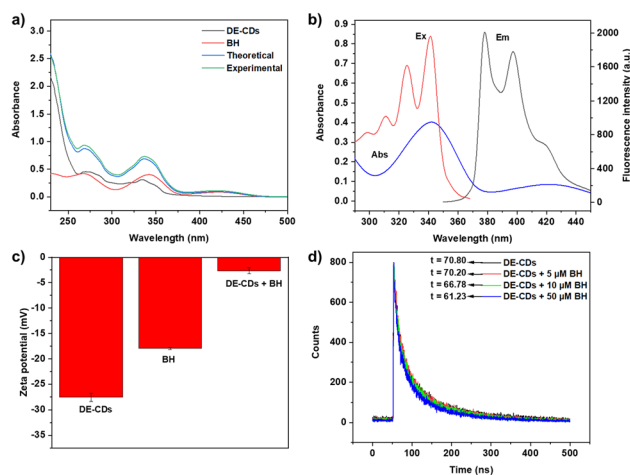 a)
DE-CDs
BH
Theoretical
Experimental
3.0
2.5
2.0
1.5
1.0
0.5
0.0
Absorbance
250
300
350
400
450
500
Wavelength (nm)
b)
Ex
Em
Abs
0.9
0.8
0.7
0.6
0.5
0.4
0.3
0.2
0.1
0.0
Absorbance
2000
1800
1600
1400
1200
1000
800
600
400
200
0
Fluorescence intensity (a.u.)
300
320
340
360
380
400
420
440
Wavelength (nm)
c)
0
-5
-10
-15
-20
-25
-30
-35
Zeta potential (mV)
DE-CDs
BH
DE-CDs + BH
d)
t = 70.80 DE-CDs
t = 70.20 DE-CDs + 5 µM BH
t = 66.78 DE-CDs + 10 µM BH
t = 61.23 DE-CDs + 50 µM BH
800
600
400
200
0
Counts
0
100
200
300
400
500
Time (ns)